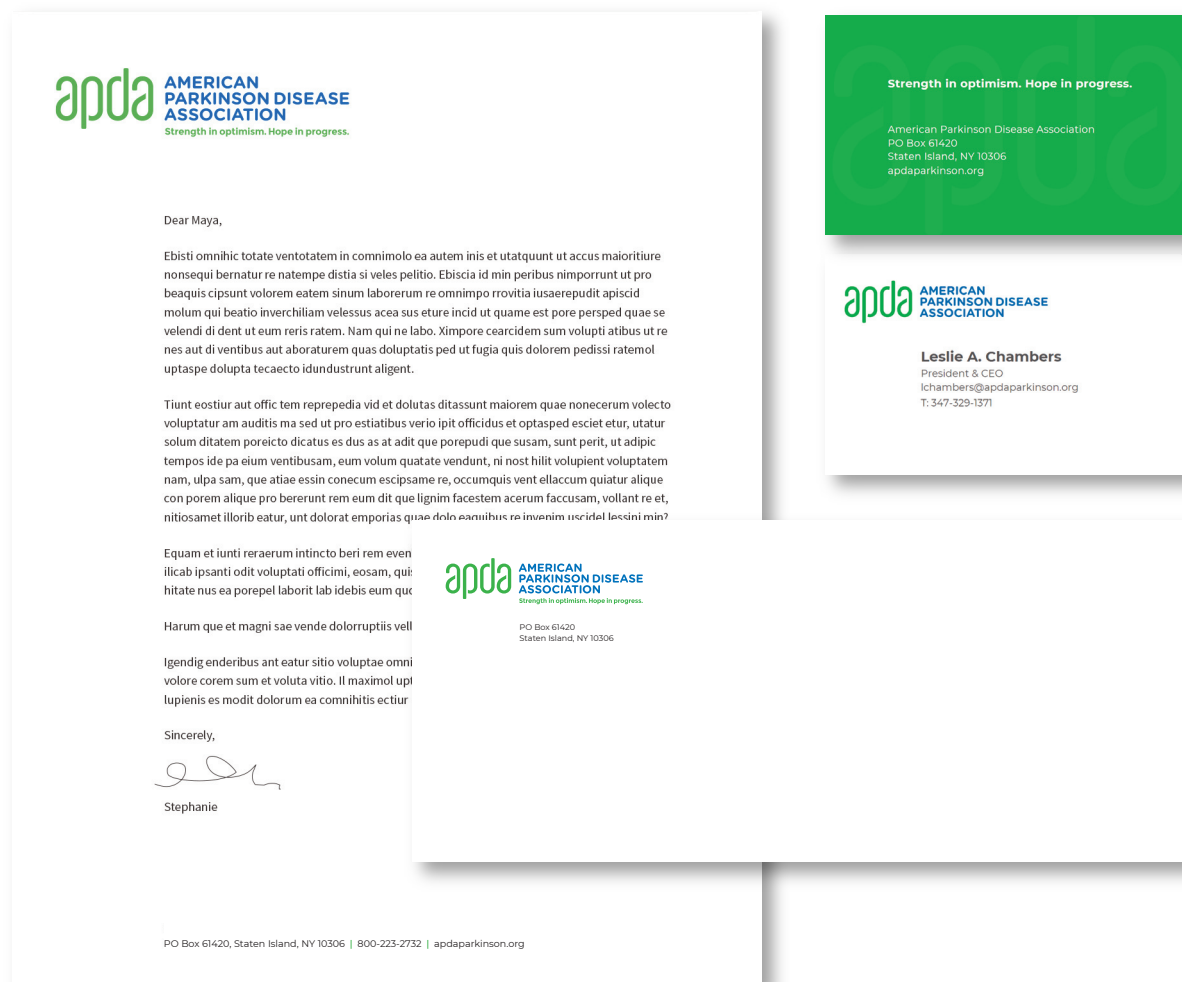 apda AMERICAN
PARKINSON DISEASE
ASSOCIATION
Strength in optimism. Hope in progress.
Dear Maya,
Ebisti omnihic totate ventotatem in comnimolo ea autem inis et utatquunt ut accus maioritiure
nonsequi bernatur re natempe distia si veles pelitio. Ebiscia id min peribus nimporrunt ut pro
beaquis cipsunt volorem eatem sinum laborerum re omnimpo rrovitia iusaerepudit apiscid
molum qui beatio inverchiliam velessus acea sus eture incid ut quame est pore persped quae se
velendi di dent ut eum reris ratem. Nam qui ne labo. Ximpore cearcidem sum volupti atibus ut re
nes aut di ventibus aut aboraturem quas doluptatis ped ut fugia quis dolorem pedissi ratemol
uptaspe dolupta tecaecto idundustrunt aligent.
Tiunt eostiur aut offic tem reprepedia vid et dolutas ditassunt maiorem quae nonecerum volecto
voluptatur am auditis ma sed ut pro estiatibus verio ipit officidus et optasped esciet etur, utatur
solum ditatem poreicto dicatus es dus as at adit que porepudi que susam, sunt perit, ut adipic
tempos ide pa eium ventibusam, eum volum quatate vendunt, ni nost hilit volupient voluptatem
nam, ulpa sam, que atiae essin conecum escipsame re, occumquis vent ellaccum quiatur alique
con porem alique pro bererunt rem eum dit que lignim facestem acerum faccusam, vollant re et,
nitiosamet illorib eatur, unt dolorat emporias quae dolo eaquibus re invenim uscidel lessini min?
Equam et iunti reraerum intincto beri rem even
ilicab ipsanti odit voluptati officimi, eosam, quis
hitate nus ea porepel laborit lab idebis eum quo
Harum que et magni sae vende dolorruptiis vell
Igendig enderibus ant eatur sitio voluptae omni
volore corem sum et voluta vitio. Il maximol upt
lupienis es modit dolorum ea comnihitis ectiur
Sincerely,
Stephanie
PO Box 61420, Staten Island, NY 10306 | 800-223-2732 | apdaparkinson.org
apda
Strength in optimism. Hope in progress.
American Parkinson Disease Association
PO Box 61420
Staten Island, NY 10306
apdaparkinson.org
apda AMERICAN
PARKINSON DISEASE
ASSOCIATION
Leslie A. Chambers
President & CEO
lchambers@apdaparkinson.org
T: 347-329-1371
apda AMERICAN
PARKINSON DISEASE
ASSOCIATION
Strength in optimism. Hope in progress.
PO Box 61420
Staten Island, NY 10306